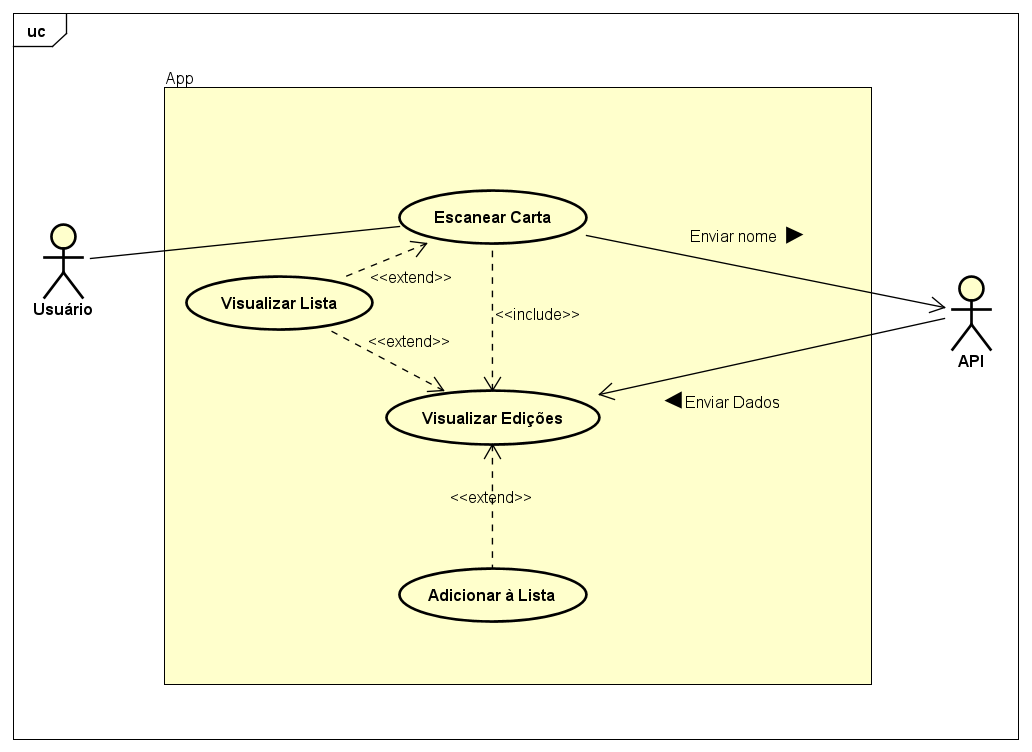 uc
App
Escanear Carta
Enviar nome
<<extend>>
Visualizar Lista
Usuário
<<include>>
<<extend>>
API
Enviar Dados
Visualizar Edições
<<extend>>
Adicionar à Lista